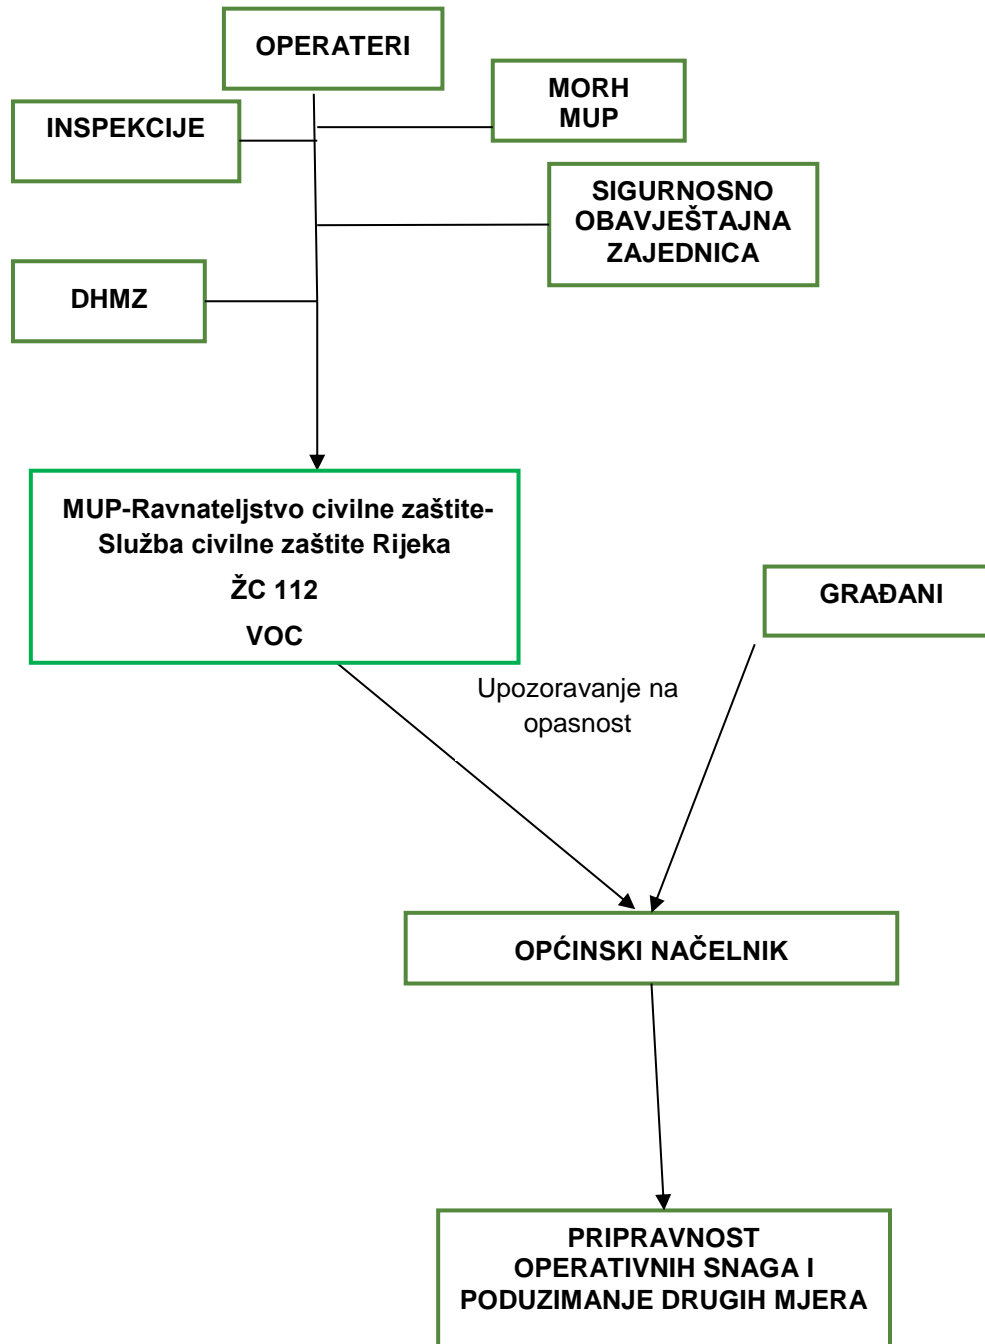 OPERATERI
MORH
MUP
INSPEKCIJE
SIGURNOSNO
OBAVJEŠTAJNA
ZAJEDNICA
DHMZ
MUP-Ravnateljstvo civilne zaštite-
Služba civilne zaštite Rijeka
ŽC 112
VOC
GRAĐANI
Upozoravanje na
opasnost
OPĆINSKI NAČELNIK
PRIPRAVNOST
OPERATIVNIH SNAGA I
PODUZIMANJE DRUGIH MJERA